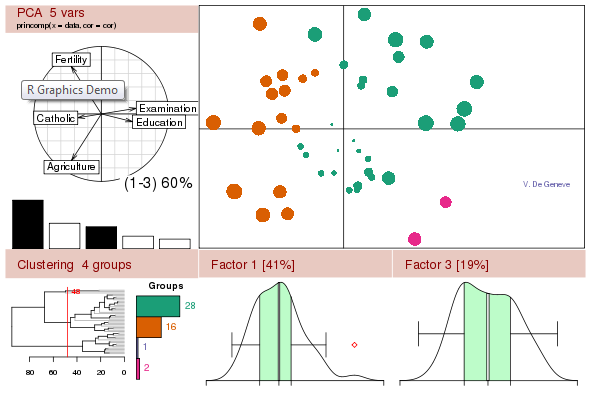 PCA 5 vars
princomp(x = data, cor = cor)
Fertility
R Graphics Demo
Examination
Catholic
Education
Agriculture
(1-3) 60%
V. De Geneve
Clustering 4 groups
Factor 1 [41%]
Factor 3 [19%]
Groups
48
28
16
1
2
80 60 40 20 0